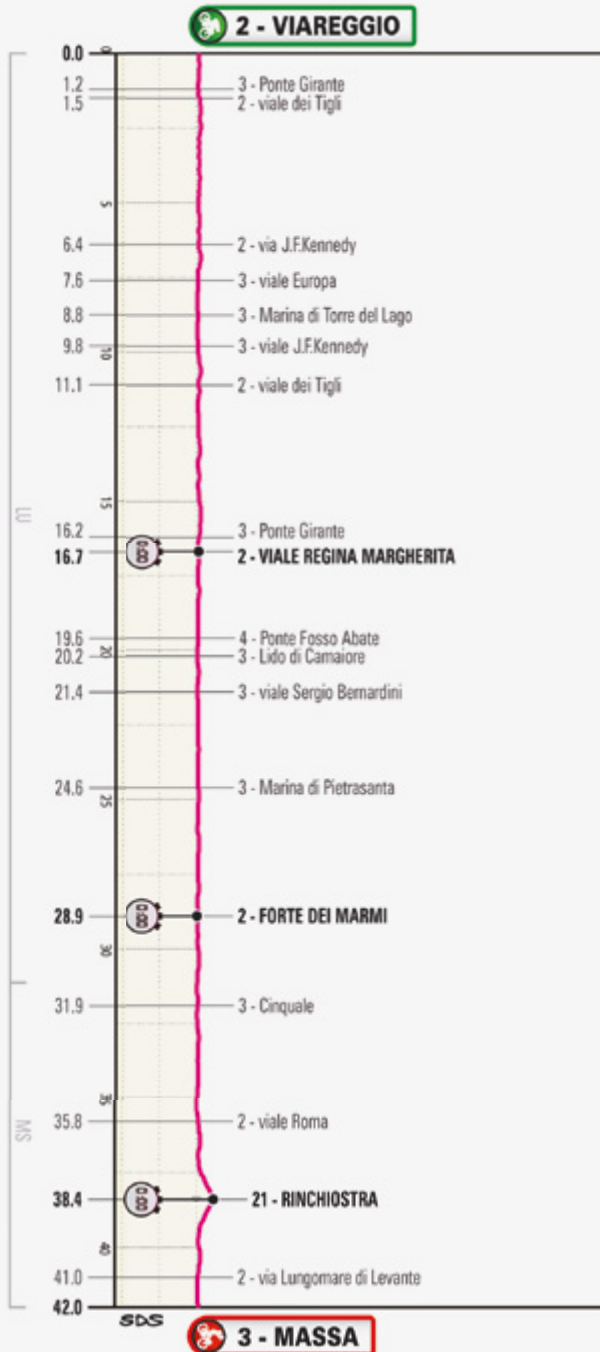 2 - VIAREGGIO
0.0 0
1.2 3 - Ponte Girante
1.5 2 - viale dei Tigli
5
6.4 2 - via J.F.Kennedy
7.6 3 - viale Europa
8.8 3 - Marina di Torre del Lago
9.8 3 - viale J.F.Kennedy
10
11.1 2 - viale dei Tigli
15
LU
16.2 3 - Ponte Girante
16.7 2 - VIALE REGINA MARGHERITA
19.6 4 - Ponte Fosso Abate
20
20.2 3 - Lido di Camaiore
21.4 3 - viale Sergio Bernardini
24.6 3 - Marina di Pietrasanta
25
28.9 2 - FORTE DEI MARMI
30
31.9 3 - Cinquale
35
35.8 2 - viale Roma
MS
38.4 21 - RINCHIOSTRA
40
41.0 2 - via Lungomare di Levante
42.0
SDS
3 - MASSA